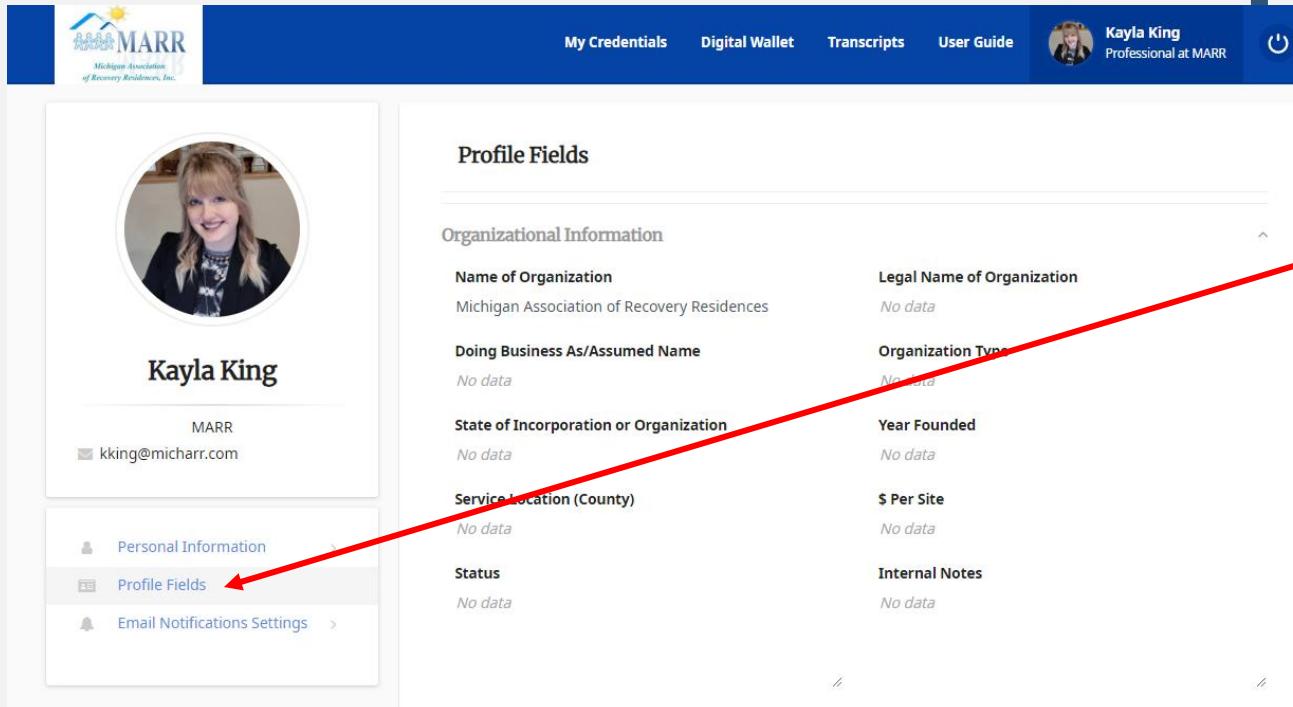 MARR
Michigan Association
of Recovery Residences, Inc.
My Credentials
Digital Wallet
Transcripts
User Guide
Kayla King
Professional at MARR
Kayla King
MARR
kking@micharr.com
Personal Information
Profile Fields
Email Notifications Settings
Profile Fields
Organizational Information
Name of Organization
Michigan Association of Recovery Residences
Legal Name of Organization
No data
Doing Business As/Assumed Name
No data
Organization Type
No data
State of Incorporation or Organization
No data
Year Founded
No data
Service Location (County)
No data
$ Per Site
No data
Status
No data
Internal Notes
No data